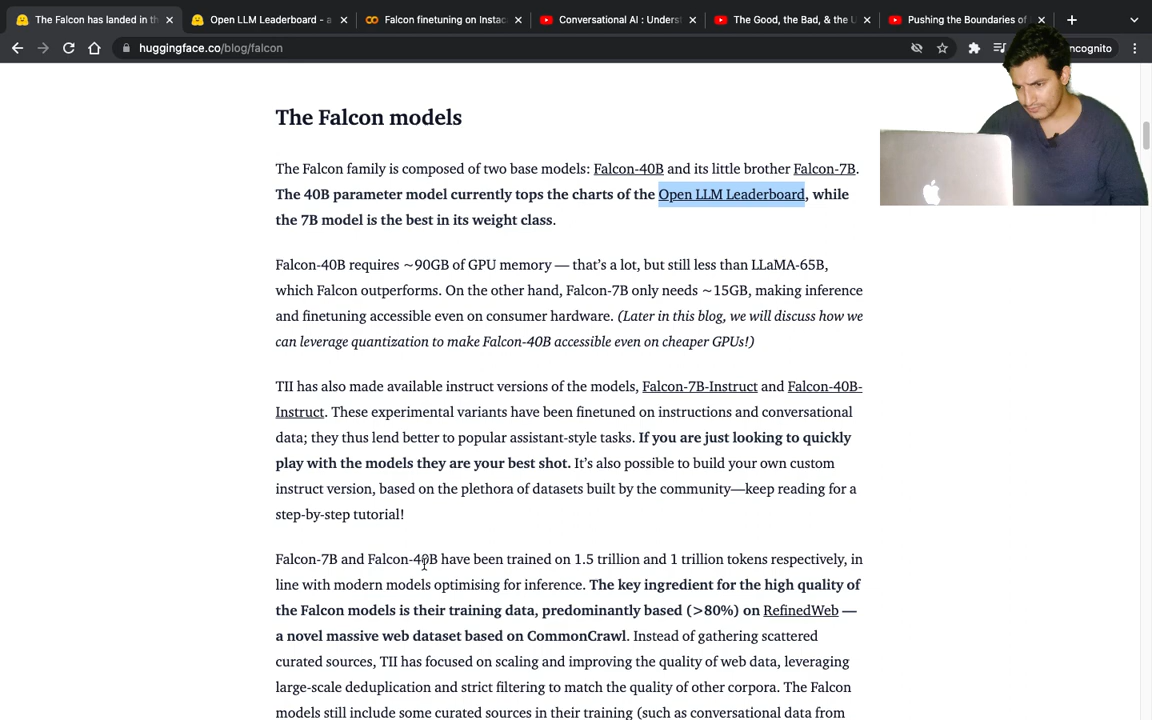 The Falcon has landed in th
Open LLM Leaderboard - a
Falcon finetuning on Instac
Conversational AI : Underst
The Good, the Bad, & the U
Pushing the Boundaries of
huggingface.co/blog/falcon
Incognito
The Falcon models
The Falcon family is composed of two base models: Falcon-40B and its little brother Falcon-7B.
The 40B parameter model currently tops the charts of the Open LLM Leaderboard, while
the 7B model is the best in its weight class.
Falcon-40B requires ~90GB of GPU memory — that’s a lot, but still less than LLaMA-65B,
which Falcon outperforms. On the other hand, Falcon-7B only needs ~15GB, making inference
and finetuning accessible even on consumer hardware. (Later in this blog, we will discuss how we
can leverage quantization to make Falcon-40B accessible even on cheaper GPUs!)
TII has also made available instruct versions of the models, Falcon-7B-Instruct and Falcon-40B-
Instruct. These experimental variants have been finetuned on instructions and conversational
data; they thus lend better to popular assistant-style tasks. If you are just looking to quickly
play with the models they are your best shot. It’s also possible to build your own custom
instruct version, based on the plethora of datasets built by the community—keep reading for a
step-by-step tutorial!
Falcon-7B and Falcon-40B have been trained on 1.5 trillion and 1 trillion tokens respectively, in
line with modern models optimising for inference. The key ingredient for the high quality of
the Falcon models is their training data, predominantly based (>80%) on RefinedWeb —
a novel massive web dataset based on CommonCrawl. Instead of gathering scattered
curated sources, TII has focused on scaling and improving the quality of web data, leveraging
large-scale deduplication and strict filtering to match the quality of other corpora. The Falcon
models still include some curated sources in their training (such as conversational data from